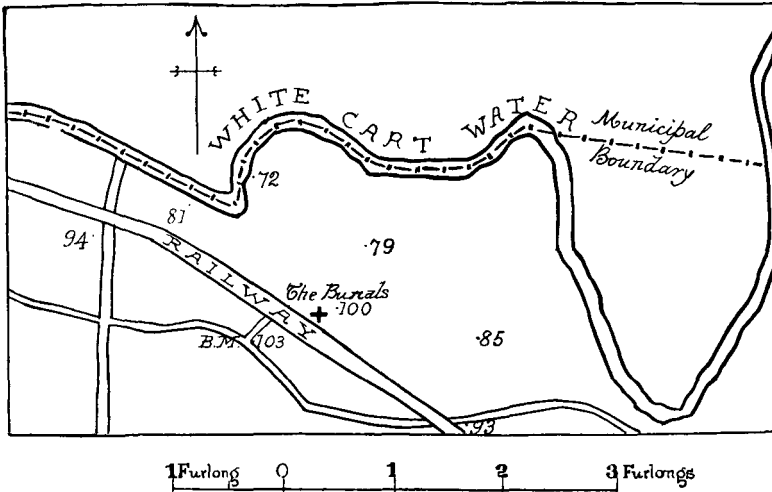 WHITE CART WATER
Municipal
Boundary
·72
81·
94·
·79
RAILWAY
The Burials
·100
B.M. ·103
·85
·93
1 Furlong 0 1 2 3 Furlongs